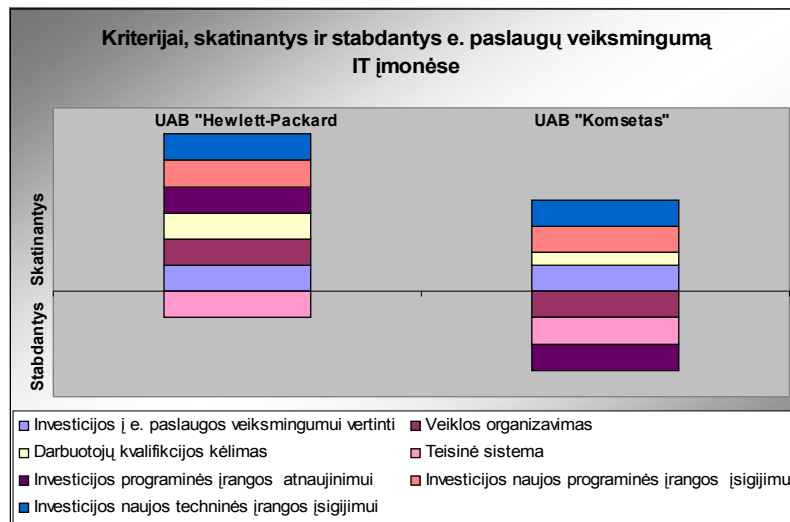 Kriterijai, skatinantys ir stabdantys e. paslaugų veiksmingumą
IT įmonėse
UAB "Hewlett-Packard
UAB "Komsetas"
Skatinantys
Stabdantys
Investicijos į e. paslaugos veiksmingumui vertinti
Veiklos organizavimas
Darbuotojų kvalifikcijos kėlimas
Teisinė sistema
Investicijos programinės įrangos atnaujinimui
Investicijos naujos programinės įrangos įsigijimu
Investicijos naujos techninės įrangos įsigijimui